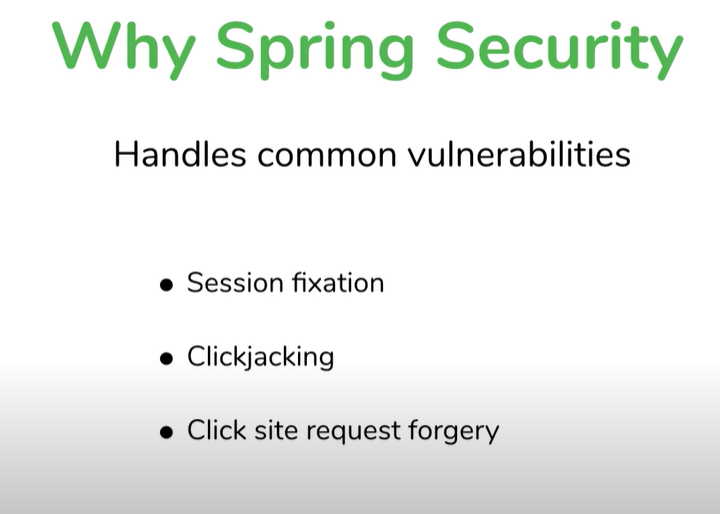 Why Spring Security
Handles common vulnerabilities
● Session fixation
● Clickjacking
● Click site request forgery